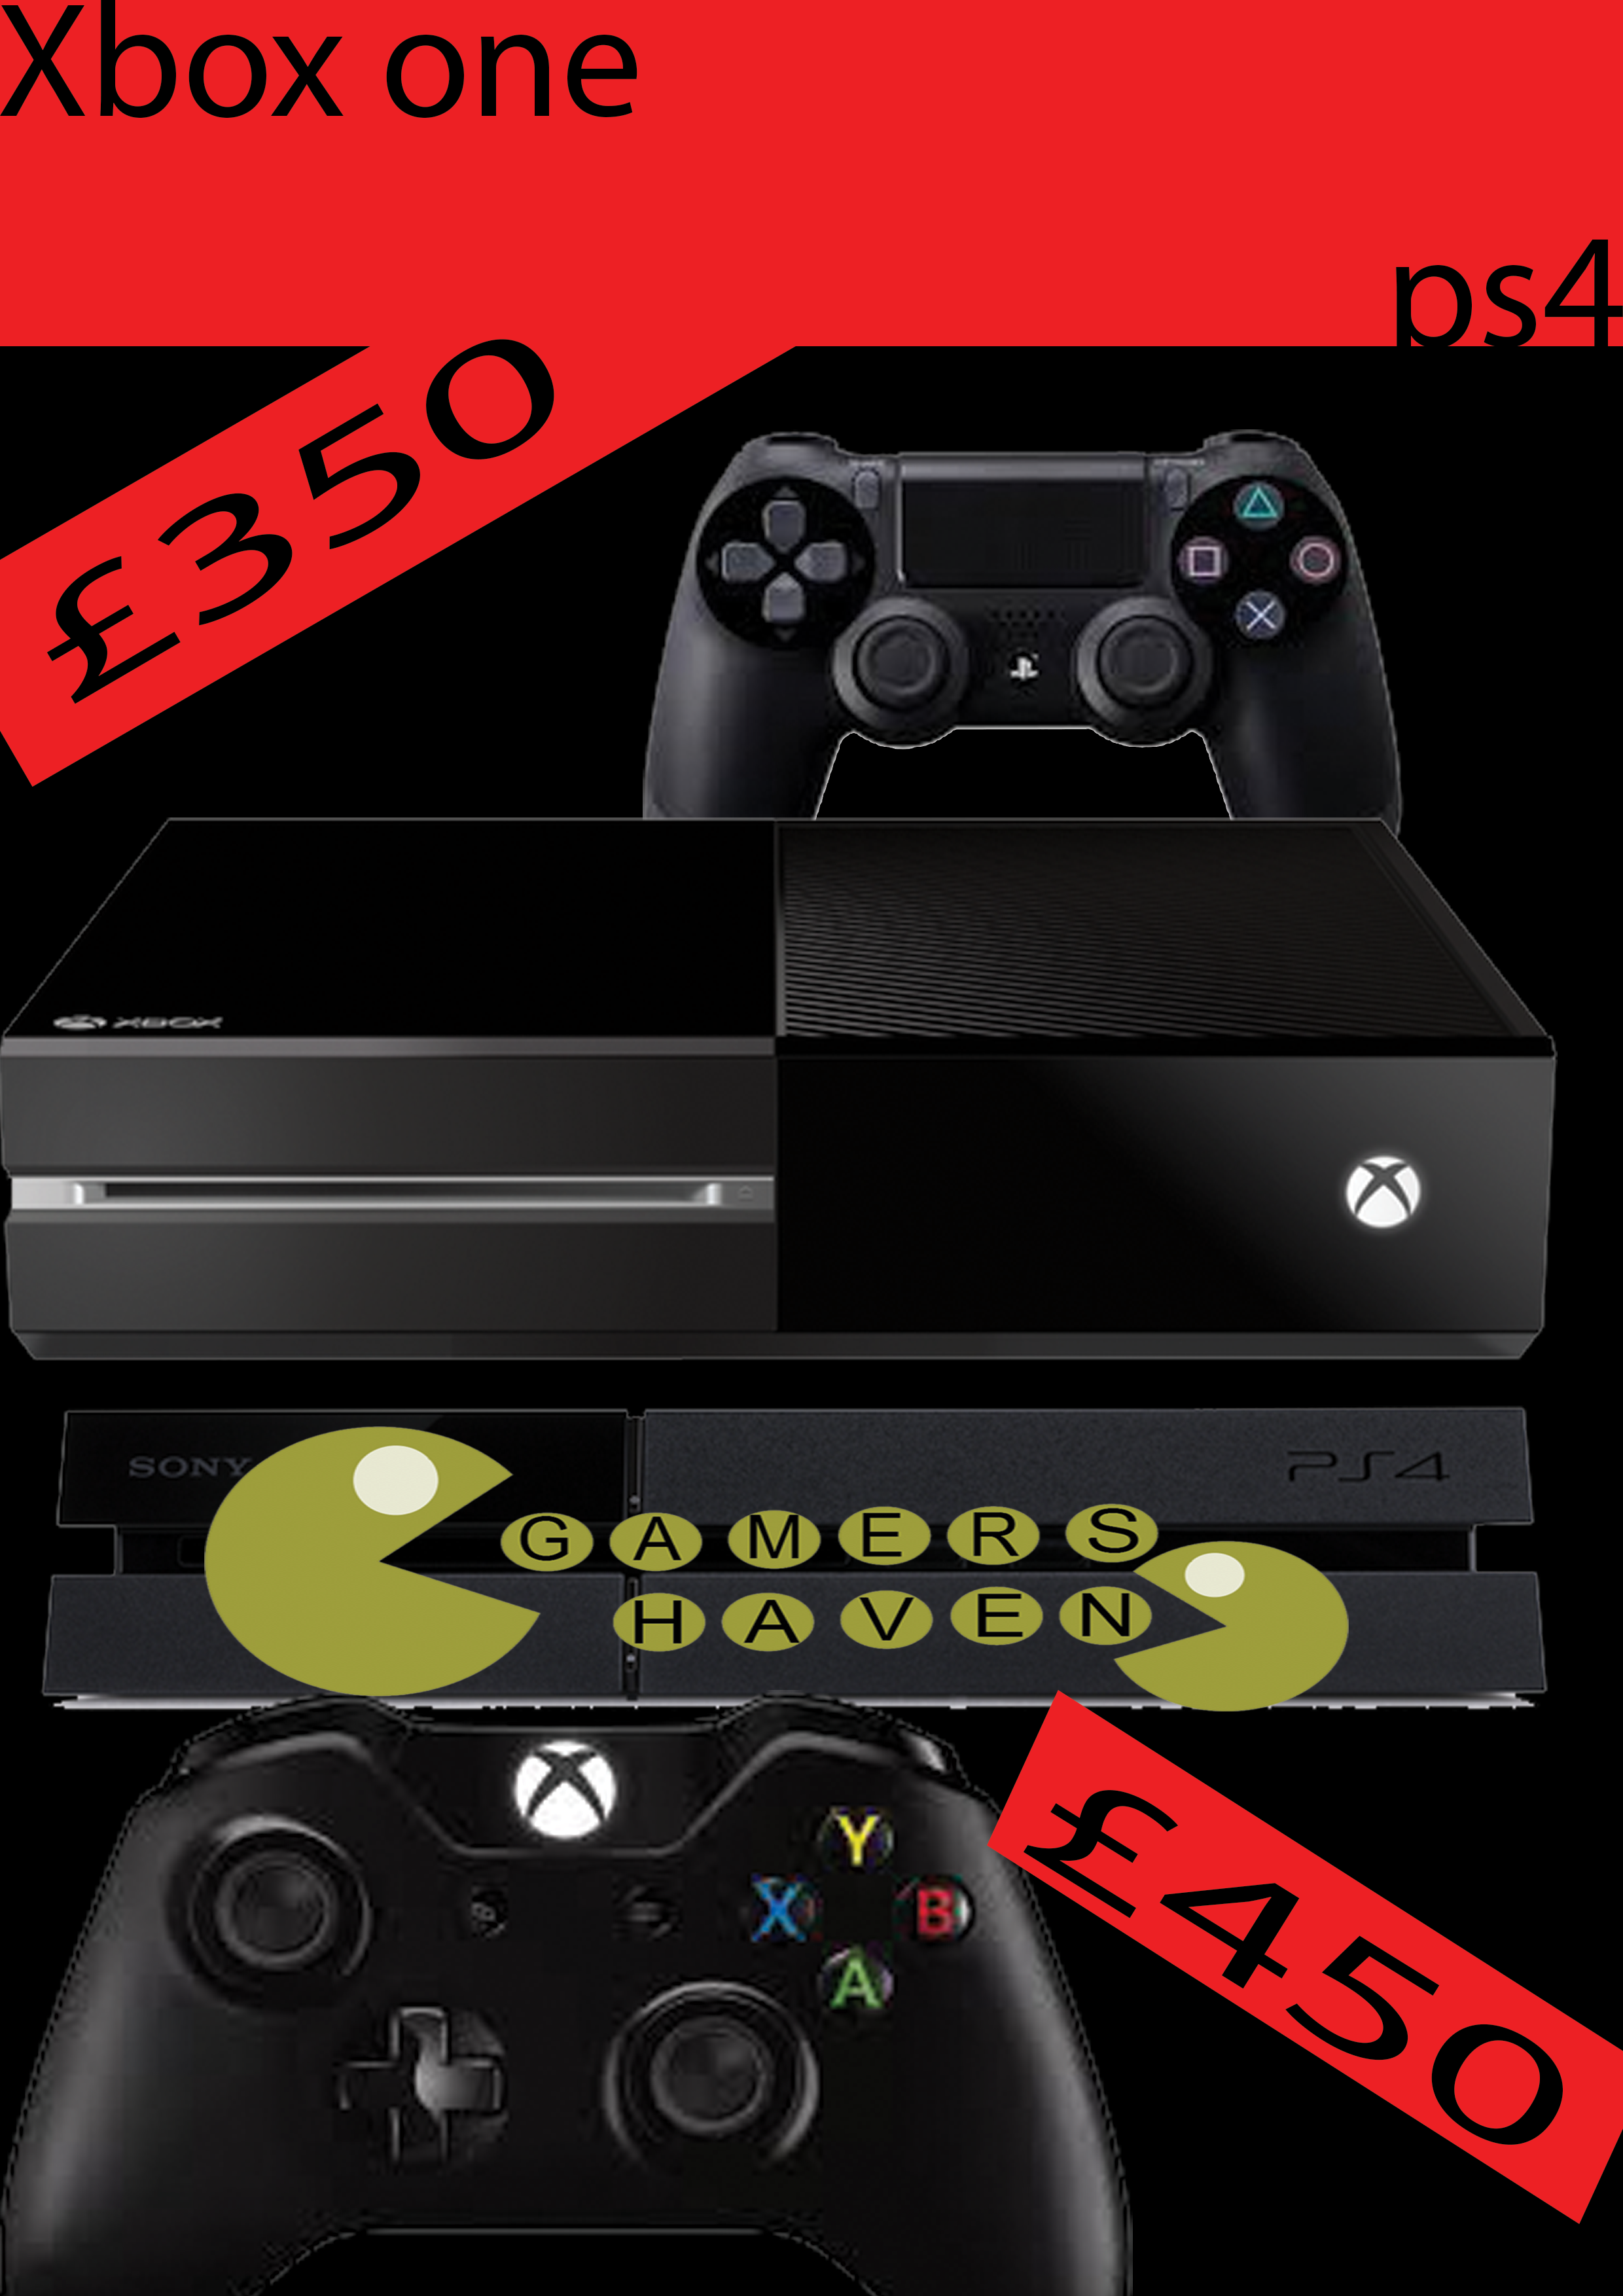 Xbox one
ps4
£350
XBOX
SONY
PS4
GAMERS
HAVEN
Y
X B
A
£450